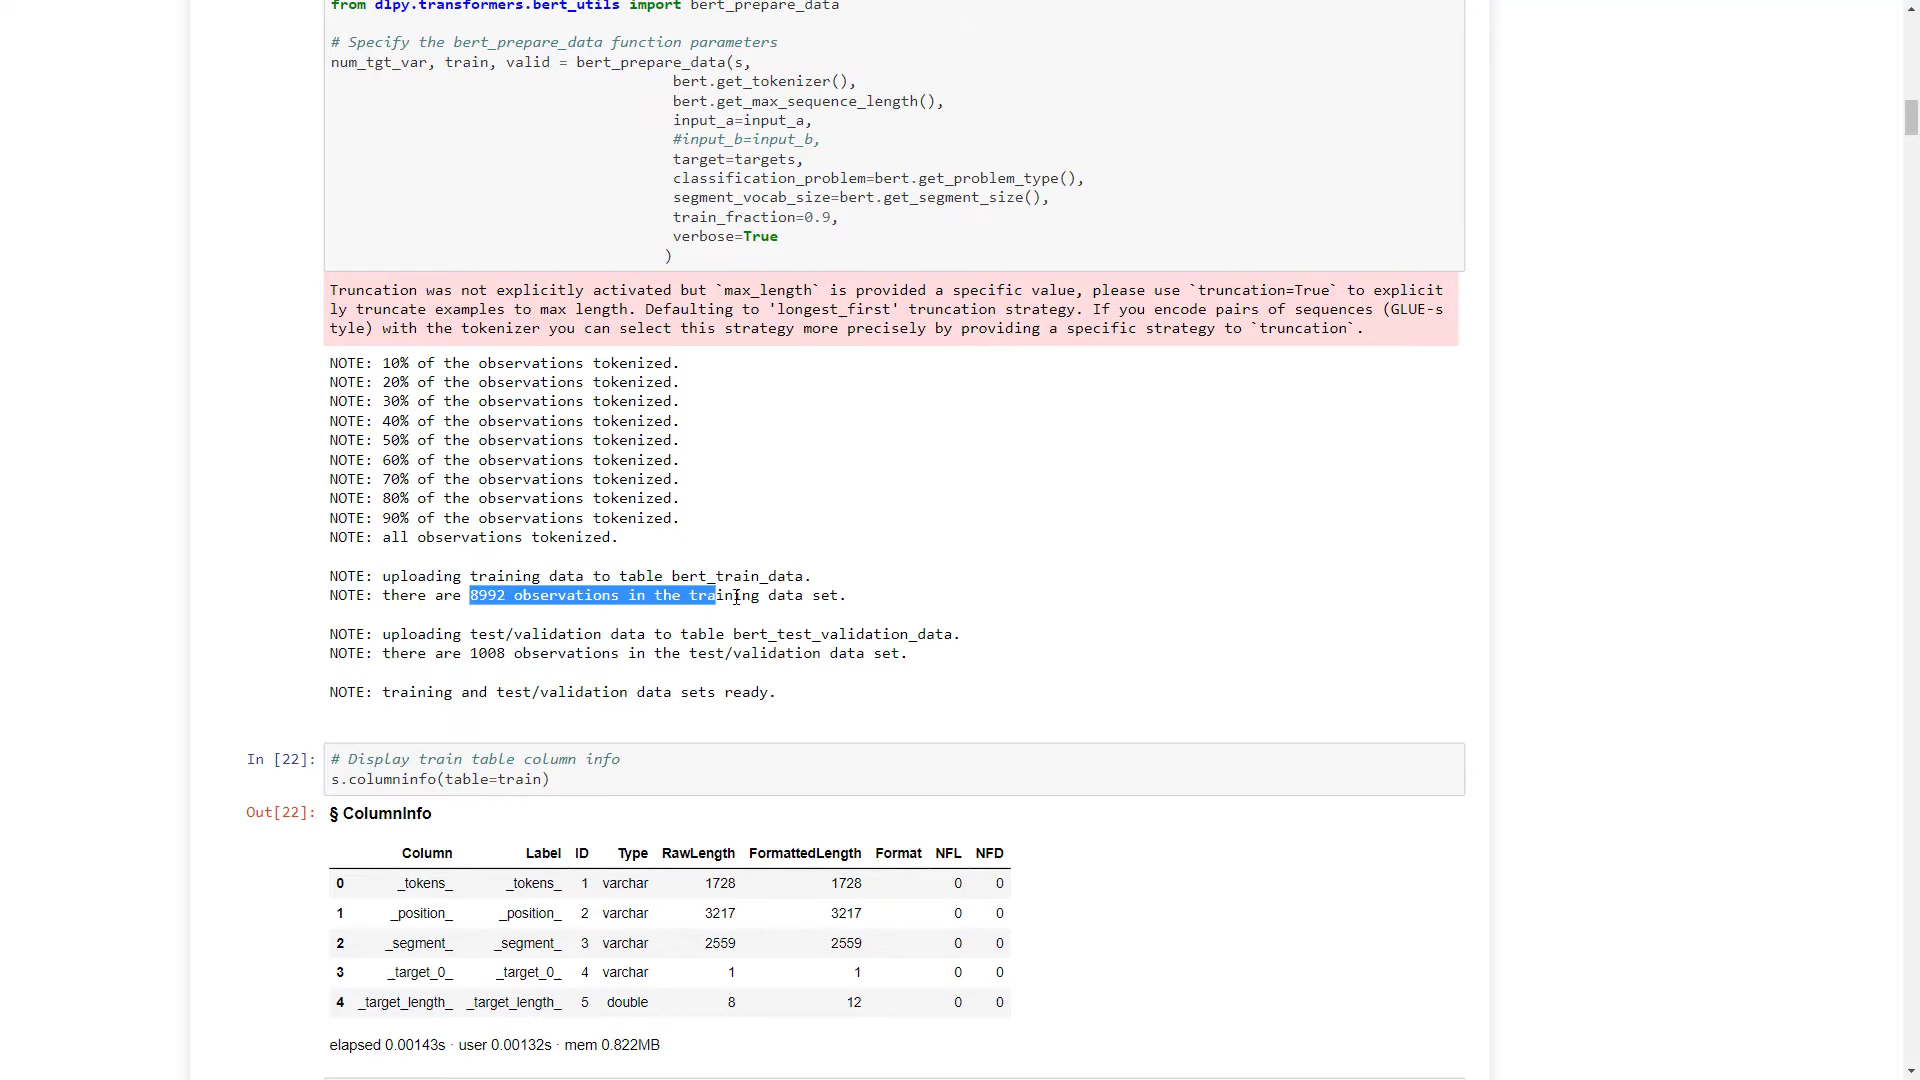 from dlpy.transformers.bert_utils import bert_prepare_data
# Specify the bert_prepare_data function parameters
num_tgt_var, train, valid = bert_prepare_data(s,
bert.get_tokenizer(),
bert.get_max_sequence_length(),
input_a=input_a,
#input_b=input_b,
target=targets,
classification_problem=bert.get_problem_type(),
segment_vocab_size=bert.get_segment_size(),
train_fraction=0.9,
verbose=True
)
Truncation was not explicitly activated but `max_length` is provided a specific value, please use `truncation=True` to explicit
ly truncate examples to max length. Defaulting to 'longest_first' truncation strategy. If you encode pairs of sequences (GLUE-s
tyle) with the tokenizer you can select this strategy more precisely by providing a specific strategy to `truncation`.
NOTE: 10% of the observations tokenized.
NOTE: 20% of the observations tokenized.
NOTE: 30% of the observations tokenized.
NOTE: 40% of the observations tokenized.
NOTE: 50% of the observations tokenized.
NOTE: 60% of the observations tokenized.
NOTE: 70% of the observations tokenized.
NOTE: 80% of the observations tokenized.
NOTE: 90% of the observations tokenized.
NOTE: all observations tokenized.
NOTE: uploading training data to table bert_train_data.
NOTE: there are 8992 observations in the training data set.
NOTE: uploading test/validation data to table bert_test_validation_data.
NOTE: there are 1008 observations in the test/validation data set.
NOTE: training and test/validation data sets ready.
In [22]: # Display train table column info
s.columninfo(table=train)
Out[22]: § ColumnInfo
Column Label ID Type RawLength FormattedLength Format NFL NFD
0 _tokens_ _tokens_ 1 varchar 1728 1728 0 0
1 _position_ _position_ 2 varchar 3217 3217 0 0
2 _segment_ _segment_ 3 varchar 2559 2559 0 0
3 _target_0_ _target_0_ 4 varchar 1 1 0 0
4 _target_length_ _target_length_ 5 double 8 12 0 0
elapsed 0.00143s · user 0.00132s · mem 0.822MB